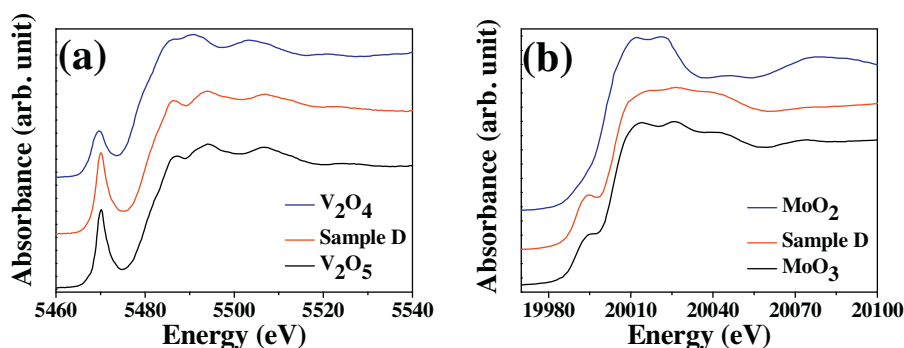 (a)
Absorbance (arb. unit)
V2O4
Sample D
V2O5
5460 5480 5500 5520 5540
Energy (eV)
(b)
Absorbance (arb. unit)
MoO2
Sample D
MoO3
19980 20010 20040 20070 20100
Energy (eV)